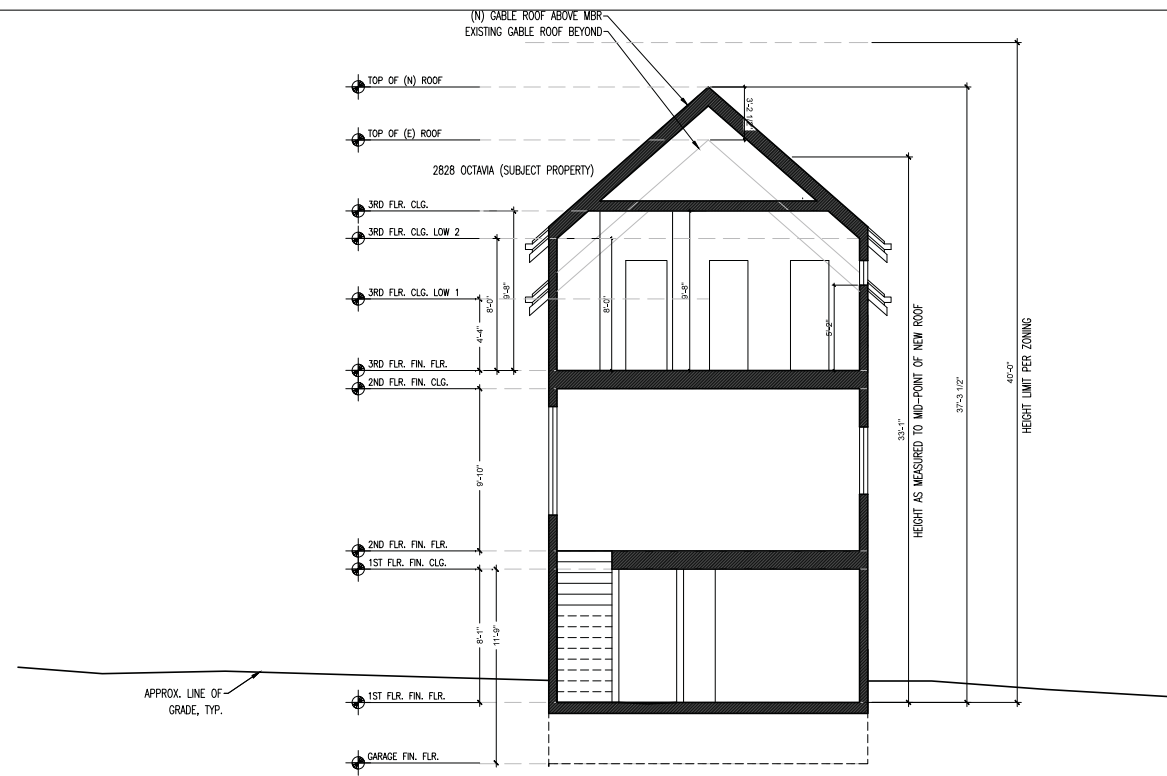 (N) GABLE ROOF ABOVE MBR
EXISTING GABLE ROOF BEYOND
TOP OF (N) ROOF
3'-2 1/2"
TOP OF (E) ROOF
2828 OCTAVIA (SUBJECT PROPERTY)
3RD FLR. CLG.
3RD FLR. CLG. LOW 2
3RD FLR. CLG. LOW 1
4'-4"
8'-0"
9'-8"
8'-0"
9'-8"
5'-2"
3RD FLR. FIN. FLR.
2ND FLR. FIN. CLG.
33'-1"
HEIGHT AS MEASURED TO MID-POINT OF NEW ROOF
37'-3 1/2"
40'-0"
HEIGHT LIMIT PER ZONING
9'-10"
2ND FLR. FIN. FLR.
1ST FLR. FIN. CLG.
8'-1"
11'-9"
APPROX. LINE OF
GRADE, TYP.
1ST FLR. FIN. FLR.
GARAGE FIN. FLR.